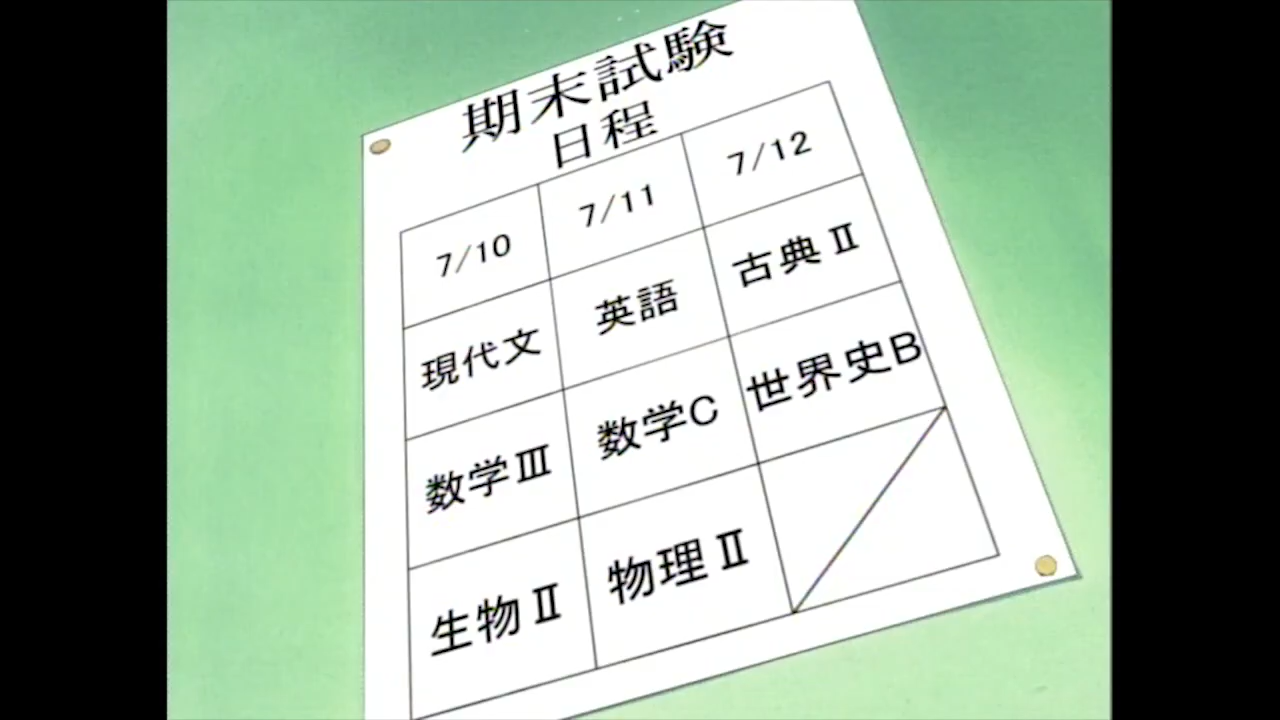 期末試験
日程
7/10 7/11 7/12
現代文 英語 古典Ⅱ
数学Ⅲ 数学C 世界史B
生物Ⅱ 物理Ⅱ